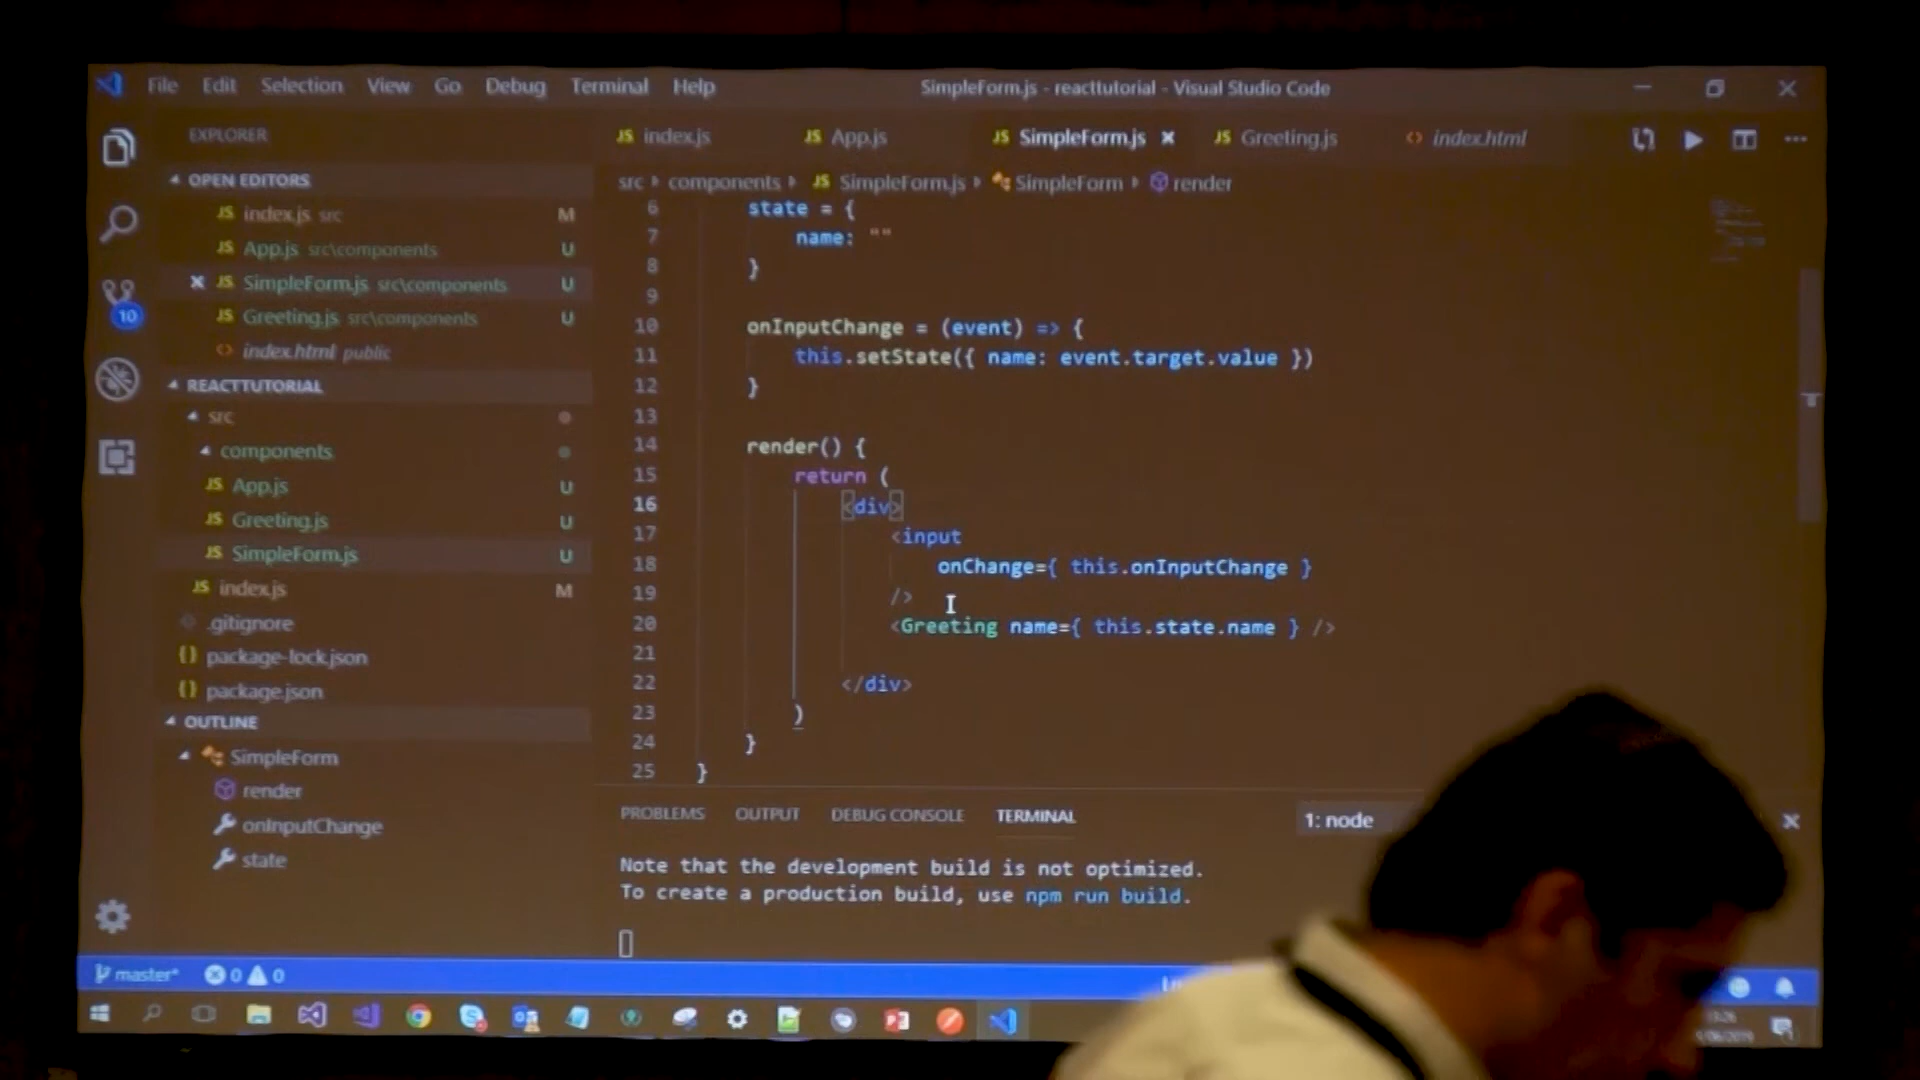 File Edit Selection View Go Debug Terminal Help
SimpleForm.js - reacttutorial - Visual Studio Code
EXPLORER
OPEN EDITORS
index.js src M
App.js src\components U
SimpleForm.js src\components U
Greeting.js src\components U
index.html public
REACTTUTORIAL
src
components
App.js U
Greeting.js U
SimpleForm.js U
index.js M
.gitignore
package-lock.json
package.json
OUTLINE
SimpleForm
render
onInputChange
state
10
JS index.js JS App.js JS SimpleForm.js JS Greeting.js index.html
src components JS SimpleForm.js SimpleForm render
6 state = {
7 name: ""
8 }
9
10 onInputChange = (event) => {
11 this.setState({ name: event.target.value })
12 }
13
14 render() {
15 return (
16 <div>
17 <input
18 onChange={ this.onInputChange }
19 />
20 <Greeting name={ this.state.name } />
21
22 </div>
23 )
24 }
25 }
PROBLEMS OUTPUT DEBUG CONSOLE TERMINAL 1: node
Note that the development build is not optimized.
To create a production build, use npm run build.
master* 0 0